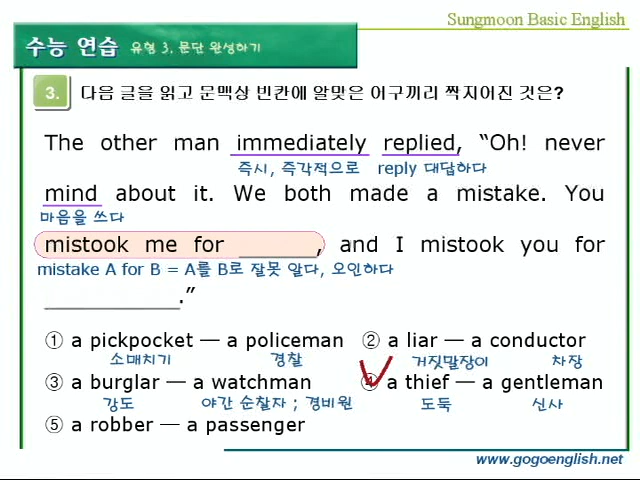 Sungmoon Basic English
수능 연습 유형 3. 문단 완성하기
3. 다음 글을 읽고 문맥상 빈칸에 알맞은 어구끼리 짝지어진 것은?
The other man immediately replied, “Oh! never
즉시, 즉각적으로 reply 대답하다
mind about it. We both made a mistake. You
마음을 쓰다
mistook me for ________, and I mistook you for
mistake A for B = A를 B로 잘못 알다, 오인하다
____________.”
① a pickpocket — a policeman ② a liar — a conductor
소매치기 경찰 거짓말장이 차장
③ a burglar — a watchman ④ a thief — a gentleman
강도 야간 순찰자 ; 경비원 도둑 신사
⑤ a robber — a passenger
www.gogoenglish.net